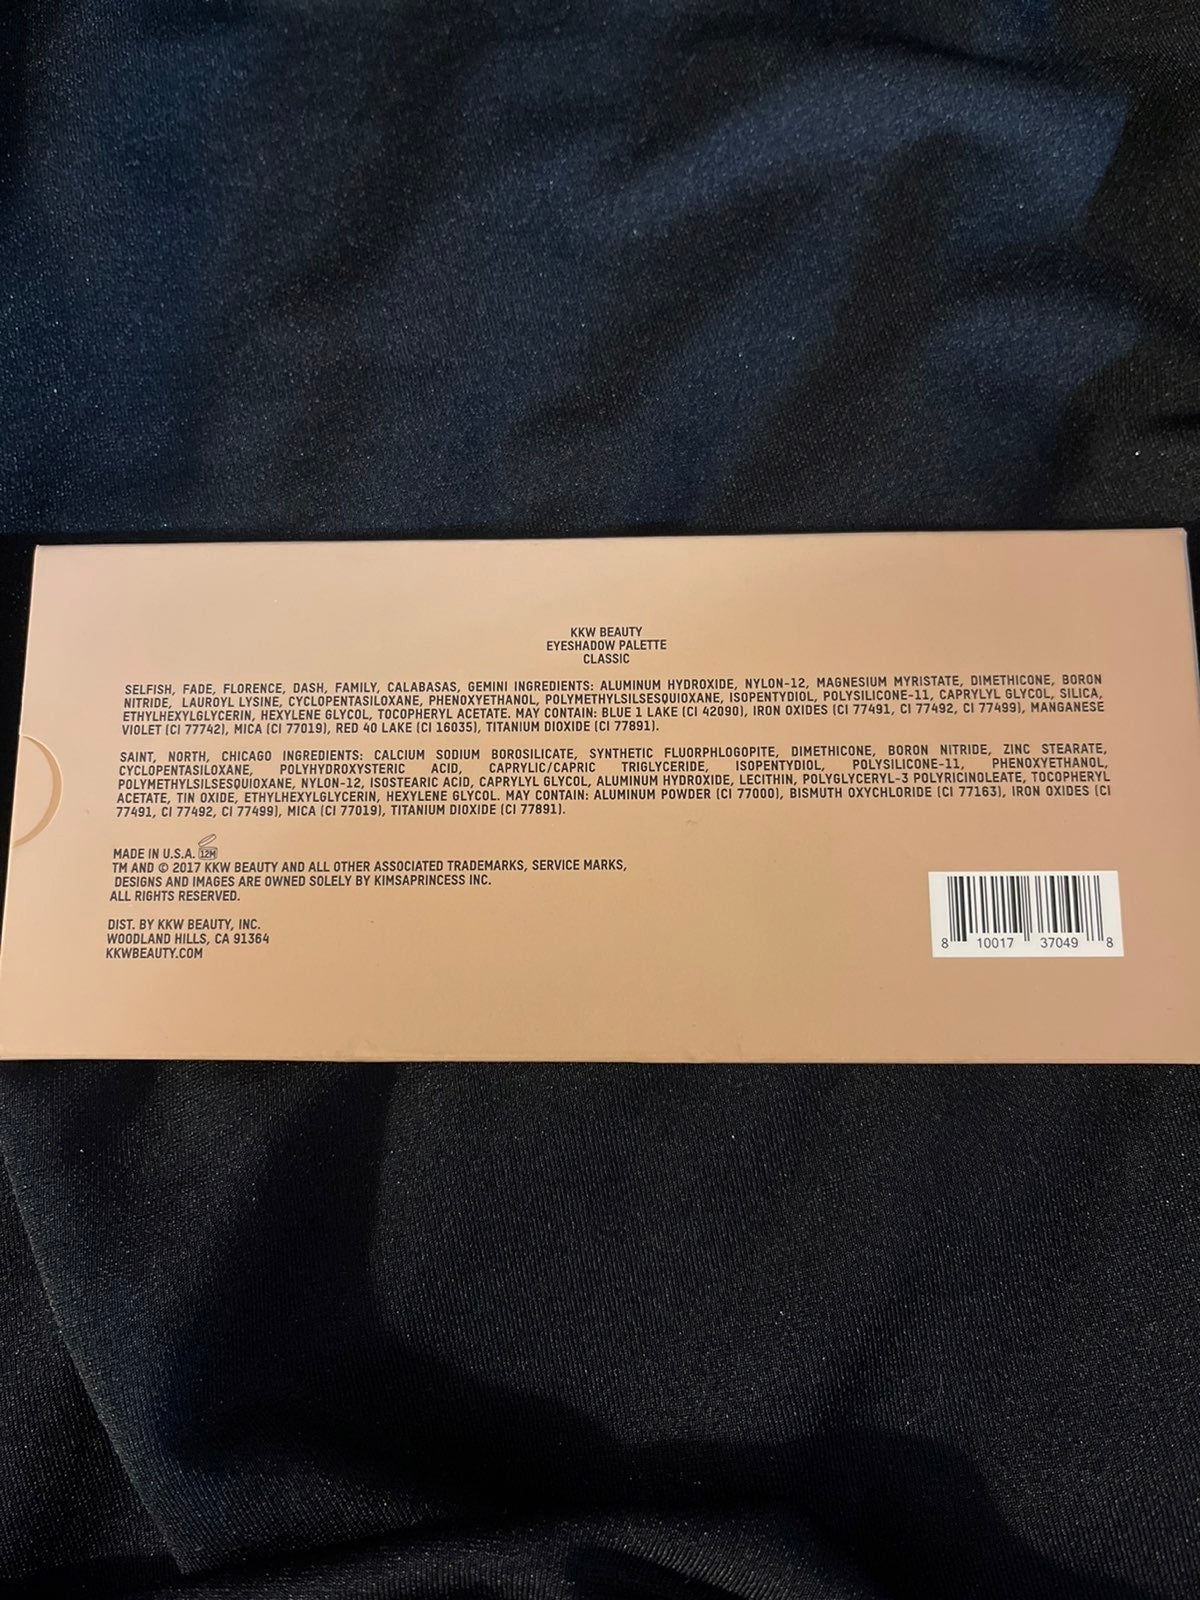 KKW BEAUTY
EYESHADOW PALETTE
CLASSIC
SELFISH, FADE, FLORENCE, DASH, FAMILY, CALABASAS, GEMINI INGREDIENTS: ALUMINUM HYDROXIDE, NYLON-12, MAGNESIUM MYRISTATE, DIMETHICONE, BORON
NITRIDE, LAUROYL LYSINE, CYCLOPENTASILOXANE, PHENOXYETHANOL, POLYMETHYLSILSESQUIOXANE, ISOPENTYDIOL, POLYSILICONE-11, CAPRYLYL GLYCOL, SILICA,
ETHYLHEXYLGLYCERIN, HEXYLENE GLYCOL, TOCOPHERYL ACETATE. MAY CONTAIN: BLUE 1 LAKE (CI 42090), IRON OXIDES (CI 77491, CI 77492, CI 77499), MANGANESE
VIOLET (CI 77742), MICA (CI 77019), RED 40 LAKE (CI 16035), TITANIUM DIOXIDE (CI 77891).
SAINT, NORTH, CHICAGO INGREDIENTS: CALCIUM SODIUM BOROSILICATE, SYNTHETIC FLUORPHLOGOPITE, DIMETHICONE, BORON NITRIDE, ZINC STEARATE,
CYCLOPENTASILOXANE, POLYHYDROXYSTERIC ACID, CAPRYLIC/CAPRIC TRIGLYCERIDE, ISOPENTYDIOL, POLYSILICONE-11, PHENOXYETHANOL,
POLYMETHYLSILSESQUIOXANE, NYLON-12, ISOSTEARIC ACID, CAPRYLYL GLYCOL, ALUMINUM HYDROXIDE, LECITHIN, POLYGLYCERYL-3 POLYRICINOLEATE, TOCOPHERYL
ACETATE, TIN OXIDE, ETHYLHEXYLGLYCERIN, HEXYLENE GLYCOL. MAY CONTAIN: ALUMINUM POWDER (CI 77000), BISMUTH OXYCHLORIDE (CI 77163), IRON OXIDES (CI
77491, CI 77492, CI 77499), MICA (CI 77019), TITANIUM DIOXIDE (CI 77891).
MADE IN U.S.A. 12M
TM AND © 2017 KKW BEAUTY AND ALL OTHER ASSOCIATED TRADEMARKS, SERVICE MARKS,
DESIGNS AND IMAGES ARE OWNED SOLELY BY KIMSAPRINCESS INC.
ALL RIGHTS RESERVED.
DIST. BY KKW BEAUTY, INC.
WOODLAND HILLS, CA 91364
KKWBEAUTY.COM
8 10017 37049 8